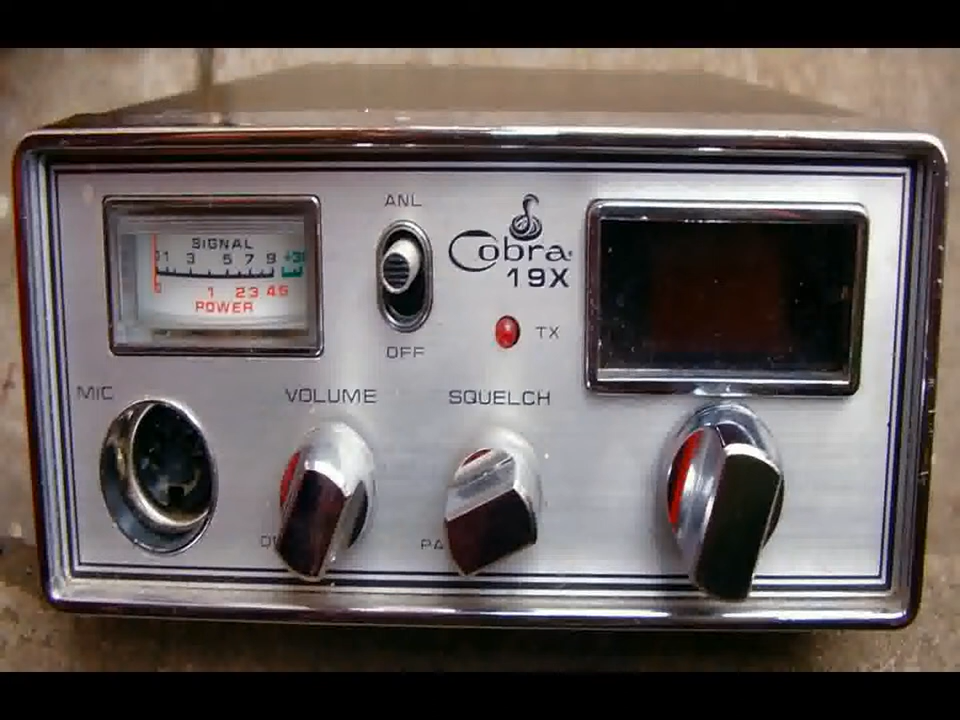 ANL
SIGNAL
1 3 5 7 9 +30
1 2 3 4 5
POWER
Cobra
19X
TX
OFF
MIC
VOLUME
SQUELCH
PA